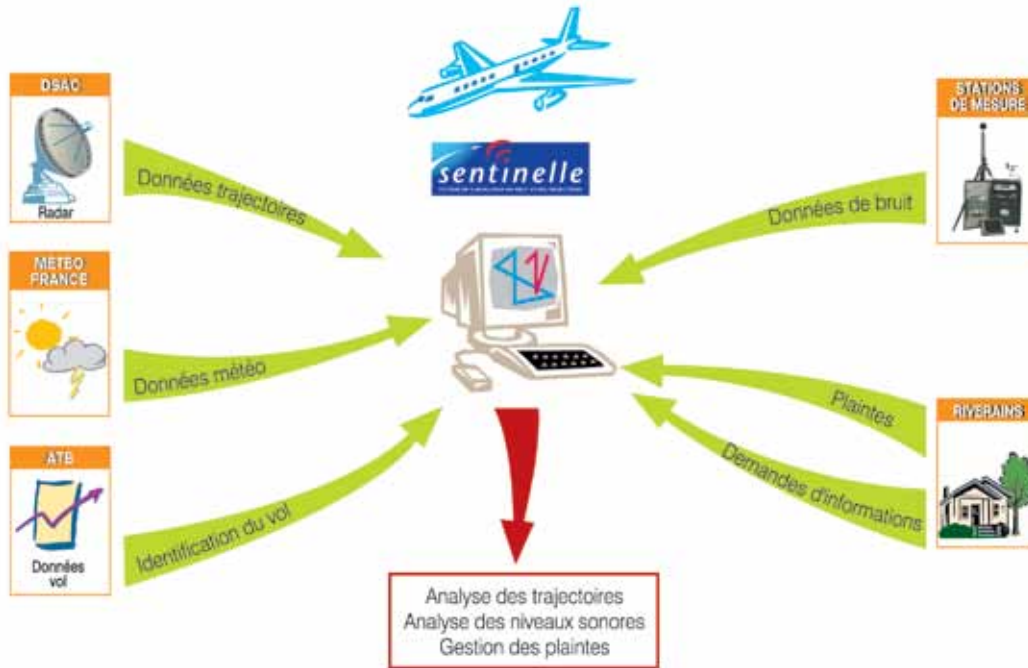 DSAC
Radar
Données trajectoires
MÉTÉO
FRANCE
Données météo
ATB
Données
vol
Identification du vol
sentinelle
STATIONS
DE MESURE
Données de bruit
RIVERAINS
Plaintes
Demandes d'informations
Analyse des trajectoires
Analyse des niveaux sonores
Gestion des plaintes